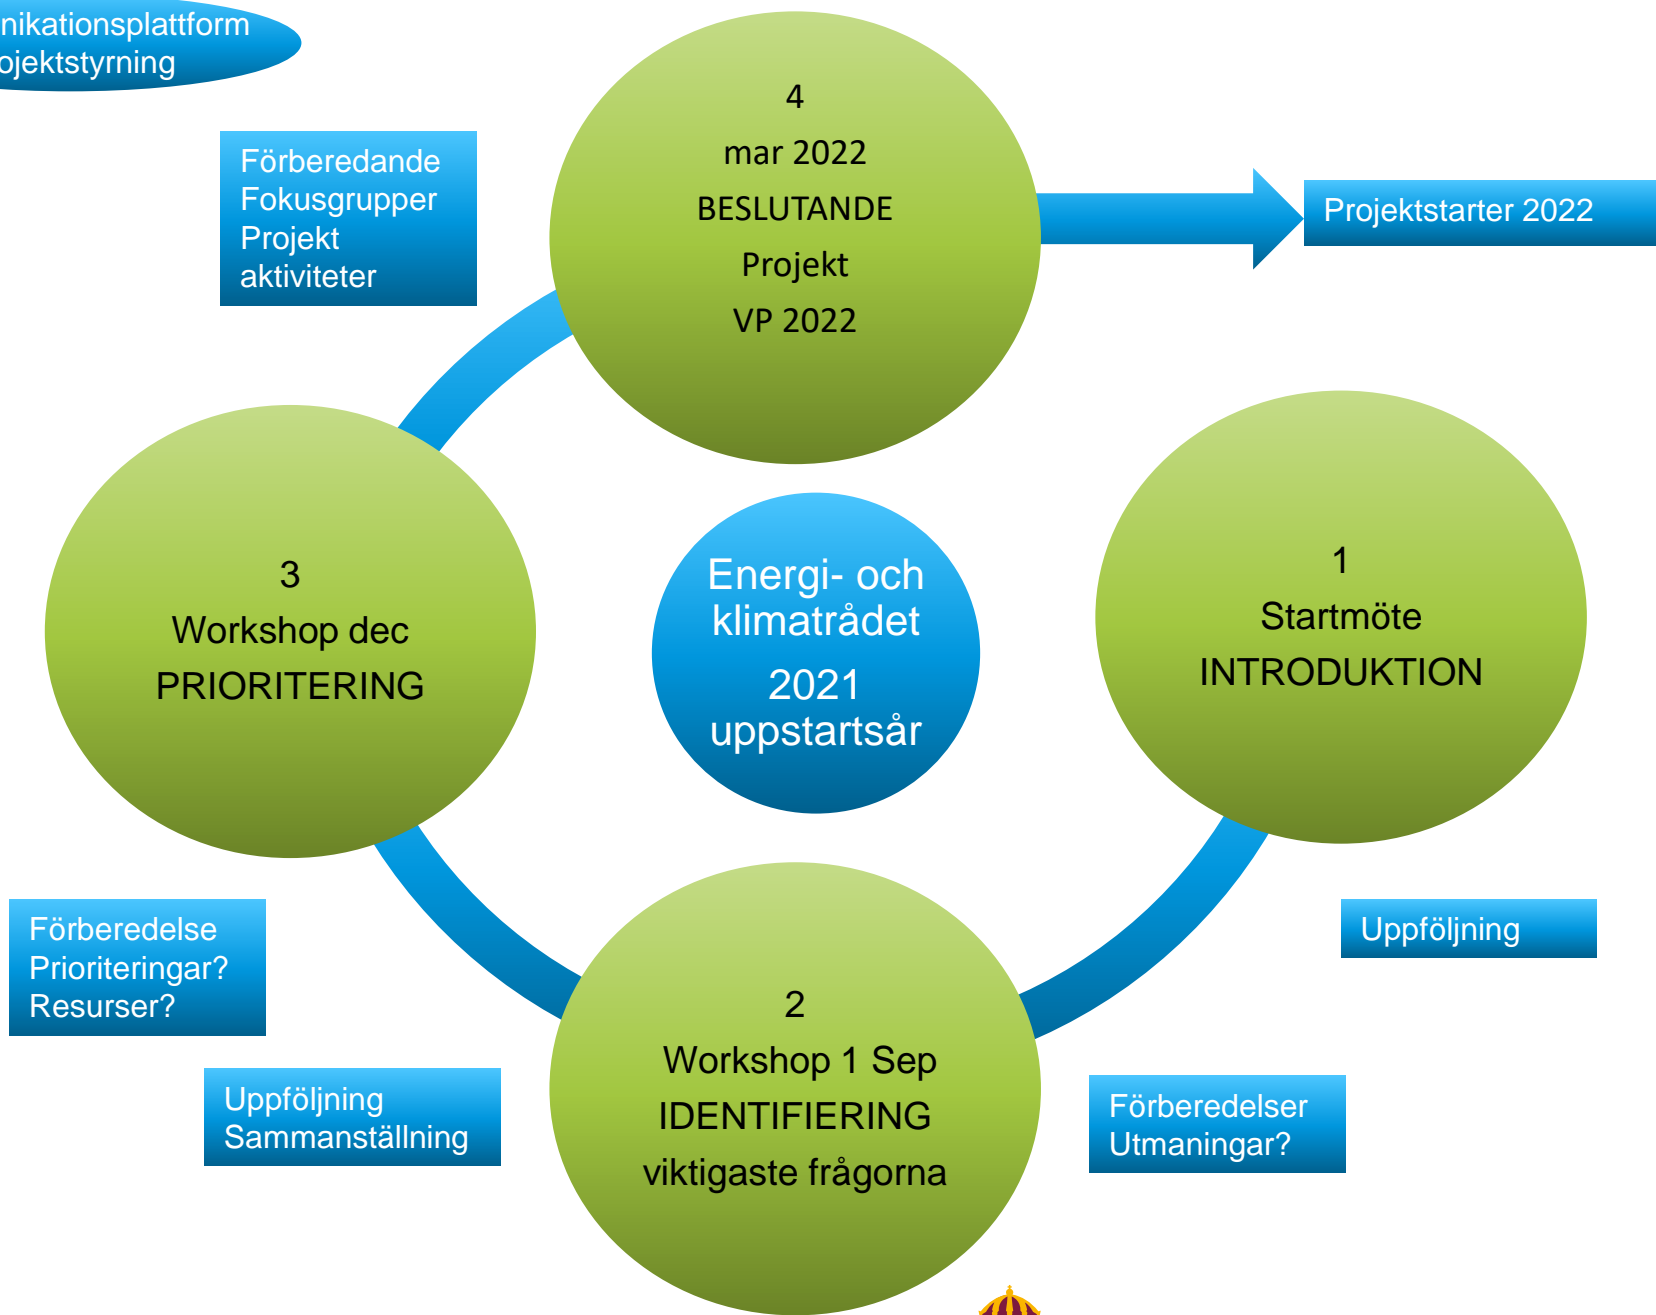 4
mar 2022
BESLUTANDE
Projekt
VP 2022
Förberedande
Fokusgrupper
Projekt
aktiviteter
Projektstarter 2022
3
Workshop dec
PRIORITERING
Energi- och
klimatrådet
2021
uppstartsår
1
Startmöte
INTRODUKTION
Förberedelse
Prioriteringar?
Resurser?
Uppföljning
2
Workshop 1 Sep
IDENTIFIERING
viktigaste frågorna
Uppföljning
Sammanställning
Förberedelser
Utmaningar?